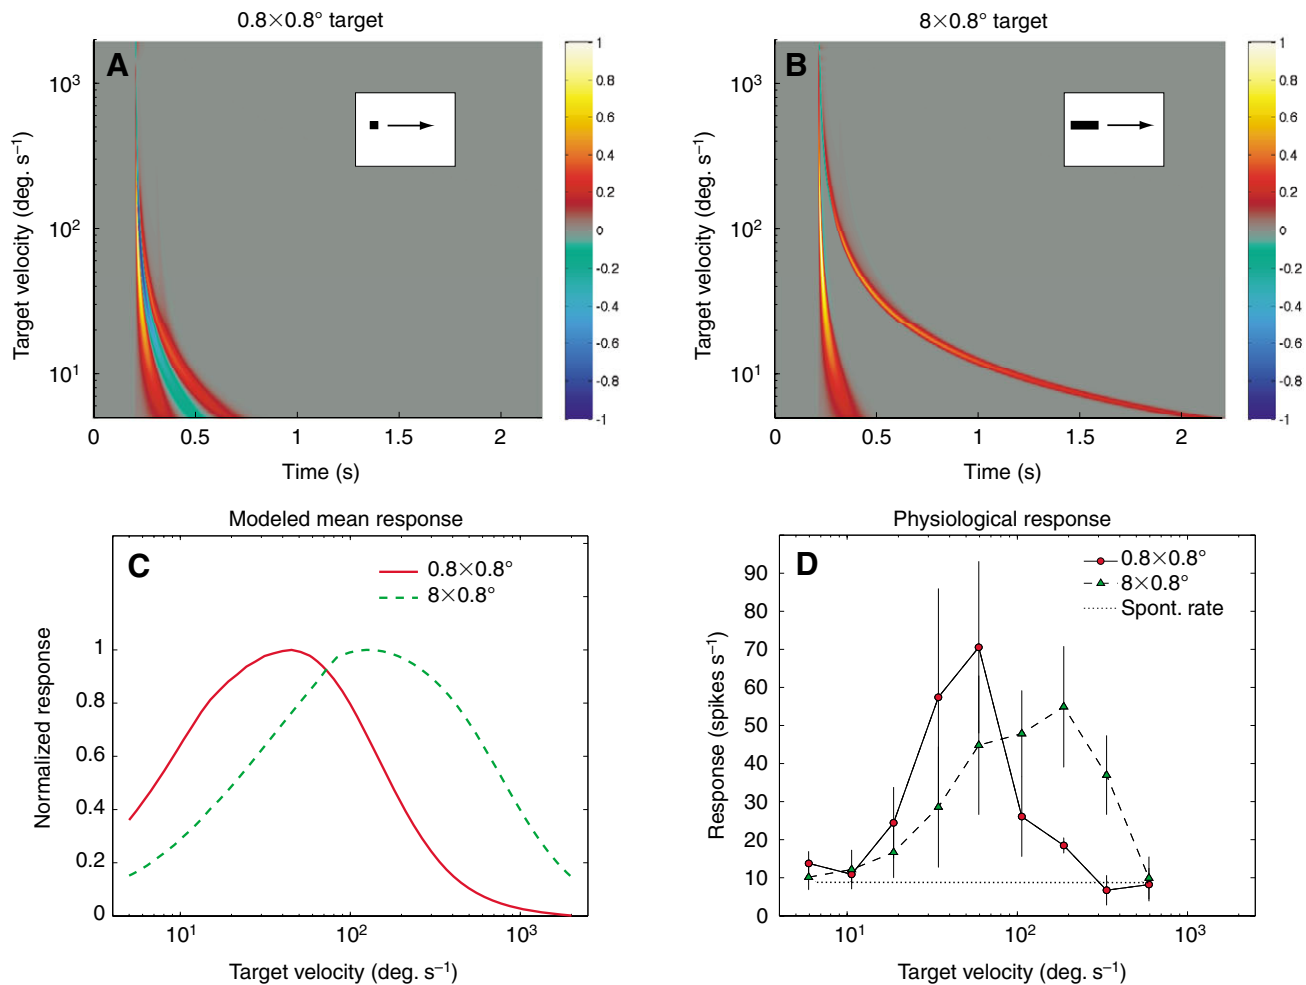 0.8×0.8° target
A
Target velocity (deg. s–1)
10³
10²
10¹
0 0.5 1 1.5 2
Time (s)
1
0.8
0.6
0.4
0.2
0
-0.2
-0.4
-0.6
-0.8
-1
8×0.8° target
B
Target velocity (deg. s–1)
10³
10²
10¹
0 0.5 1 1.5 2
Time (s)
1
0.8
0.6
0.4
0.2
0
-0.2
-0.4
-0.6
-0.8
-1
Modeled mean response
C
0.8×0.8°
8×0.8°
Normalized response
1
0.8
0.6
0.4
0.2
0
10¹ 10² 10³
Target velocity (deg. s–1)
Physiological response
D
0.8×0.8°
8×0.8°
Spont. rate
Response (spikes s–1)
90
80
70
60
50
40
30
20
10
0
10¹ 10² 10³
Target velocity (deg. s–1)